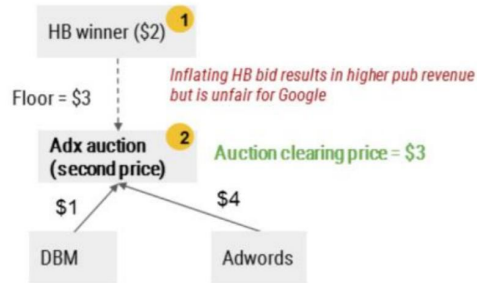 HB winner ($2)
1
Inflating HB bid results in higher pub revenue
but is unfair for Google
Floor = $3
Adx auction
(second price)
2
Auction clearing price = $3
$1
$4
DBM
Adwords